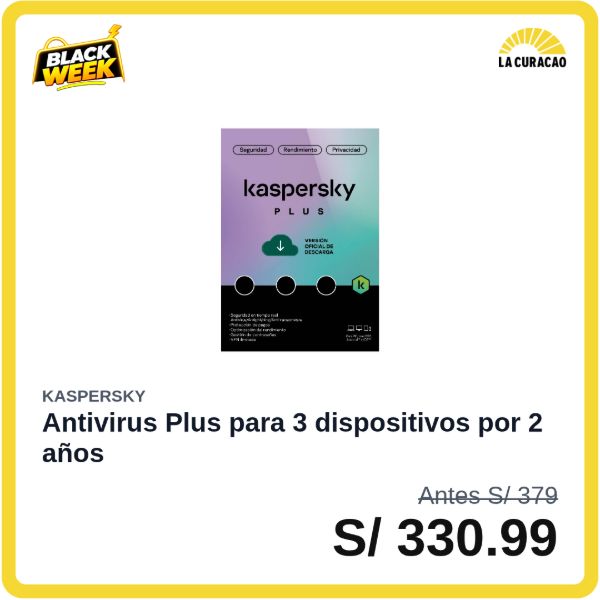 BLACK
WEEK
LA CURACAO
Seguridad Rendimiento Privacidad
kaspersky
PLUS
VERSIÓN
OFICIAL DE
DESCARGA
KASPERSKY
Antivirus Plus para 3 dispositivos por 2
años
Antes S/ 379
S/ 330.99